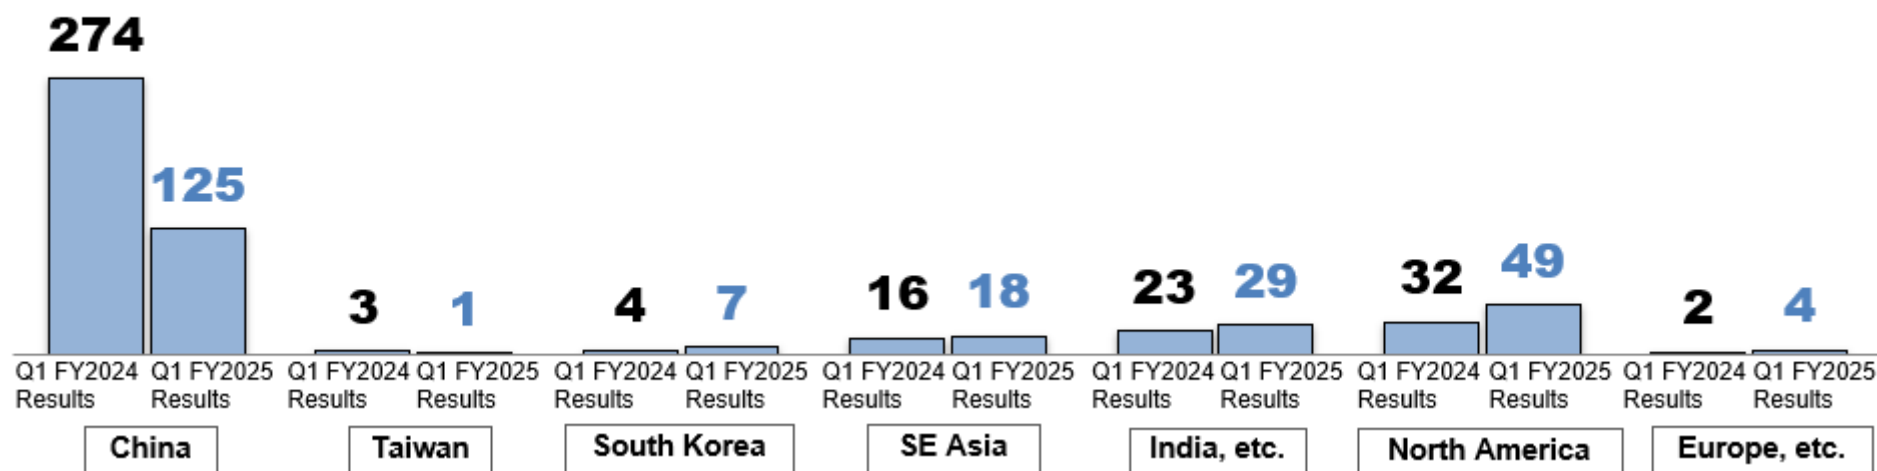 274
125
3
1
4
7
16
18
23
29
32
49
2
4
Q1 FY2024 Results
Q1 FY2025 Results
Q1 FY2024 Results
Q1 FY2025 Results
Q1 FY2024 Results
Q1 FY2025 Results
Q1 FY2024 Results
Q1 FY2025 Results
Q1 FY2024 Results
Q1 FY2025 Results
Q1 FY2024 Results
Q1 FY2025 Results
Q1 FY2024 Results
Q1 FY2025 Results
China
Taiwan
South Korea
SE Asia
India, etc.
North America
Europe, etc.